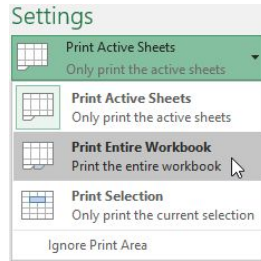 Settings
Print Active Sheets
Only print the active sheets
Print Active Sheets
Only print the active sheets
Print Entire Workbook
Print the entire workbook
Print Selection
Only print the current selection
Ignore Print Area